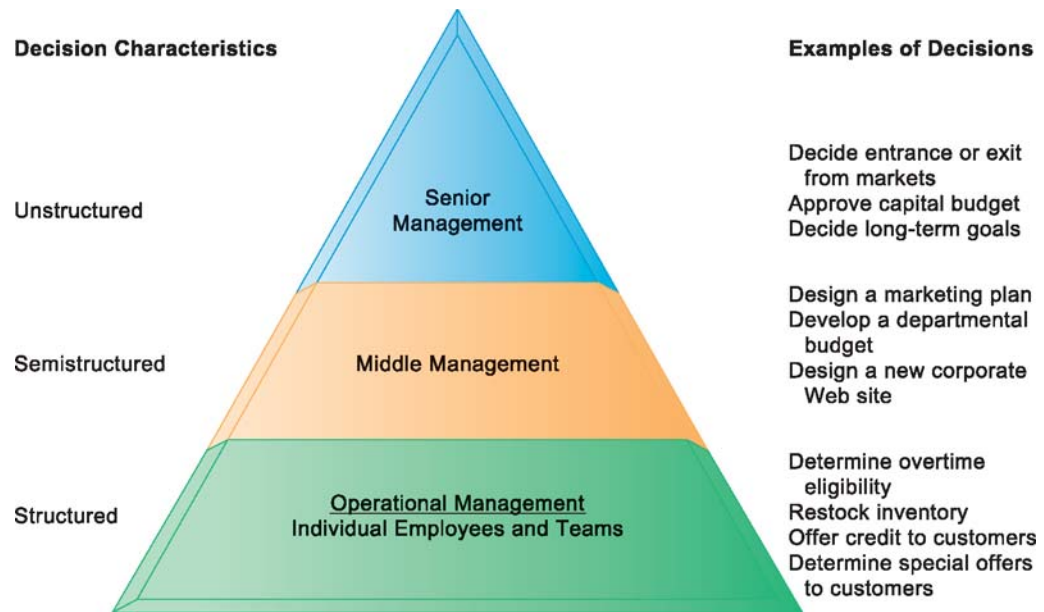 Decision Characteristics
Examples of Decisions
Unstructured
Senior
Management
Decide entrance or exit
from markets
Approve capital budget
Decide long-term goals
Semistructured
Middle Management
Design a marketing plan
Develop a departmental
budget
Design a new corporate
Web site
Structured
Operational Management
Individual Employees and Teams
Determine overtime
eligibility
Restock inventory
Offer credit to customers
Determine special offers
to customers